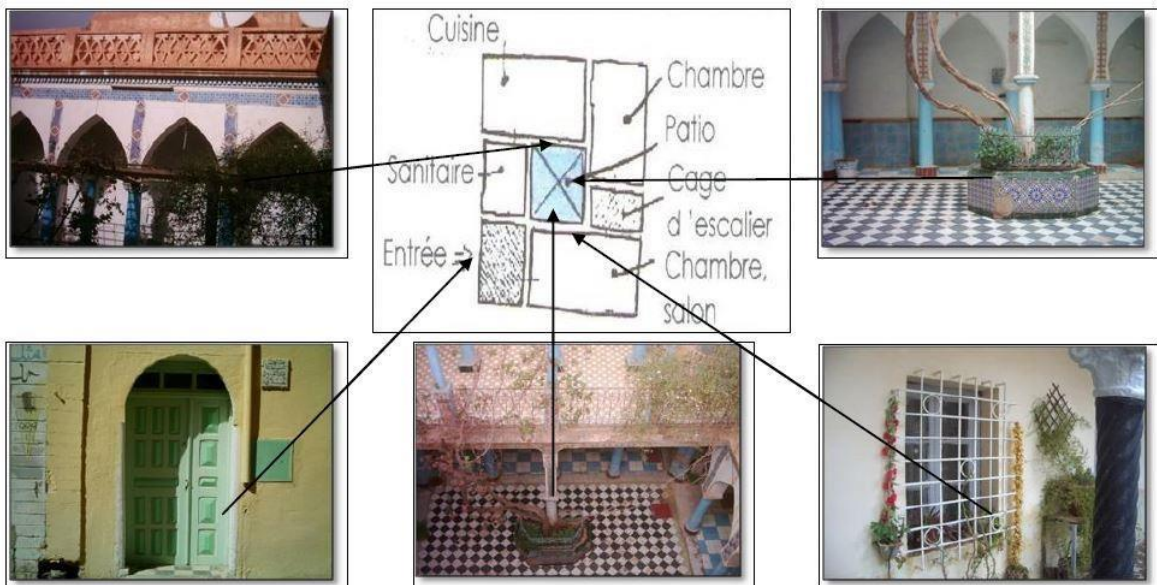 Cuisine
Chambre
Patio
Sanitaire
Cage
d'escalier
Entrée =>
Chambre,
salon